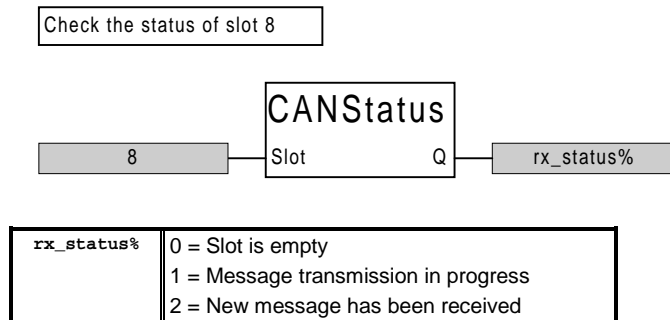 Check the status of slot 8
CANStatus
8 Slot Q rx_status%
rx_status% 0 = Slot is empty
1 = Message transmission in progress
2 = New message has been received